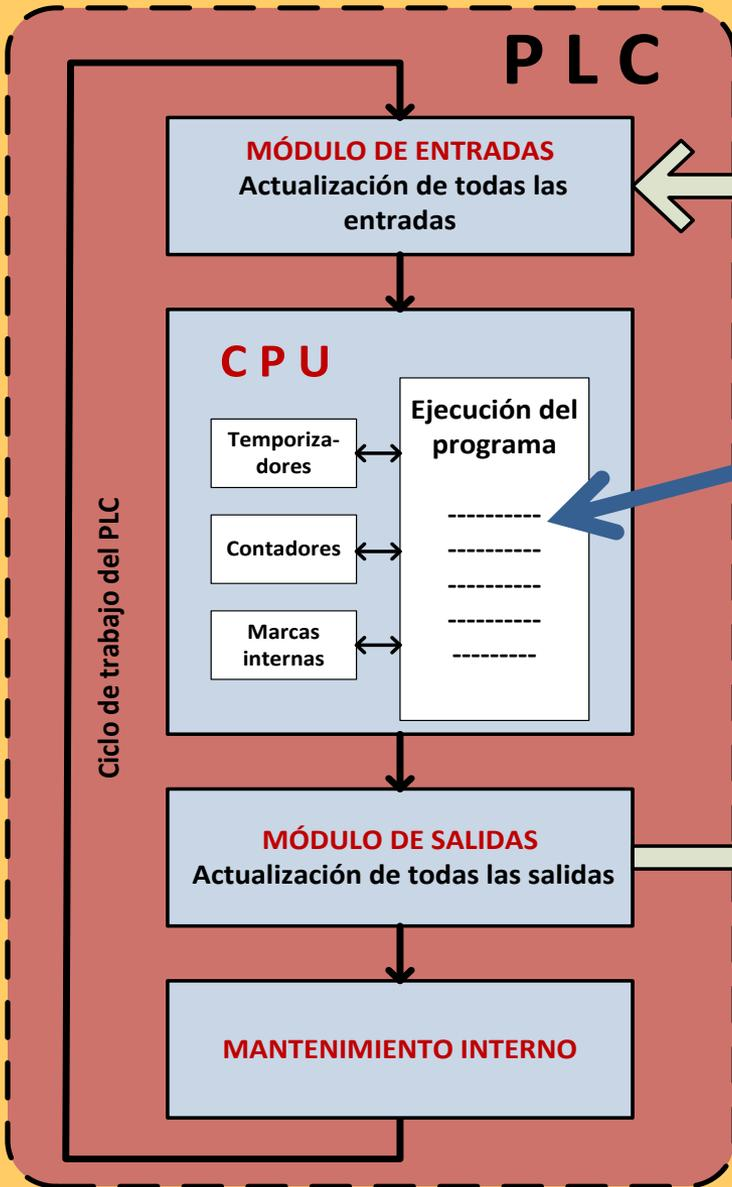 P L C
MÓDULO DE ENTRADAS
Actualización de todas las
entradas
C P U
Ejecución del
programa
Temporiza-
dores
Contadores
Marcas
internas
----------
----------
----------
----------
---------
Ciclo de trabajo del PLC
MÓDULO DE SALIDAS
Actualización de todas las salidas
MANTENIMIENTO INTERNO